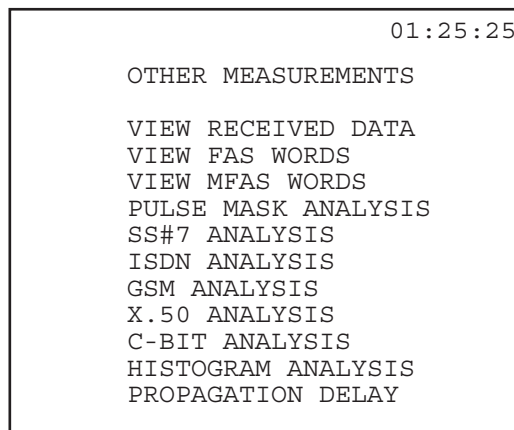 01:25:25
OTHER MEASUREMENTS
VIEW RECEIVED DATA
VIEW FAS WORDS
VIEW MFAS WORDS
PULSE MASK ANALYSIS
SS#7 ANALYSIS
ISDN ANALYSIS
GSM ANALYSIS
X.50 ANALYSIS
C-BIT ANALYSIS
HISTOGRAM ANALYSIS
PROPAGATION DELAY